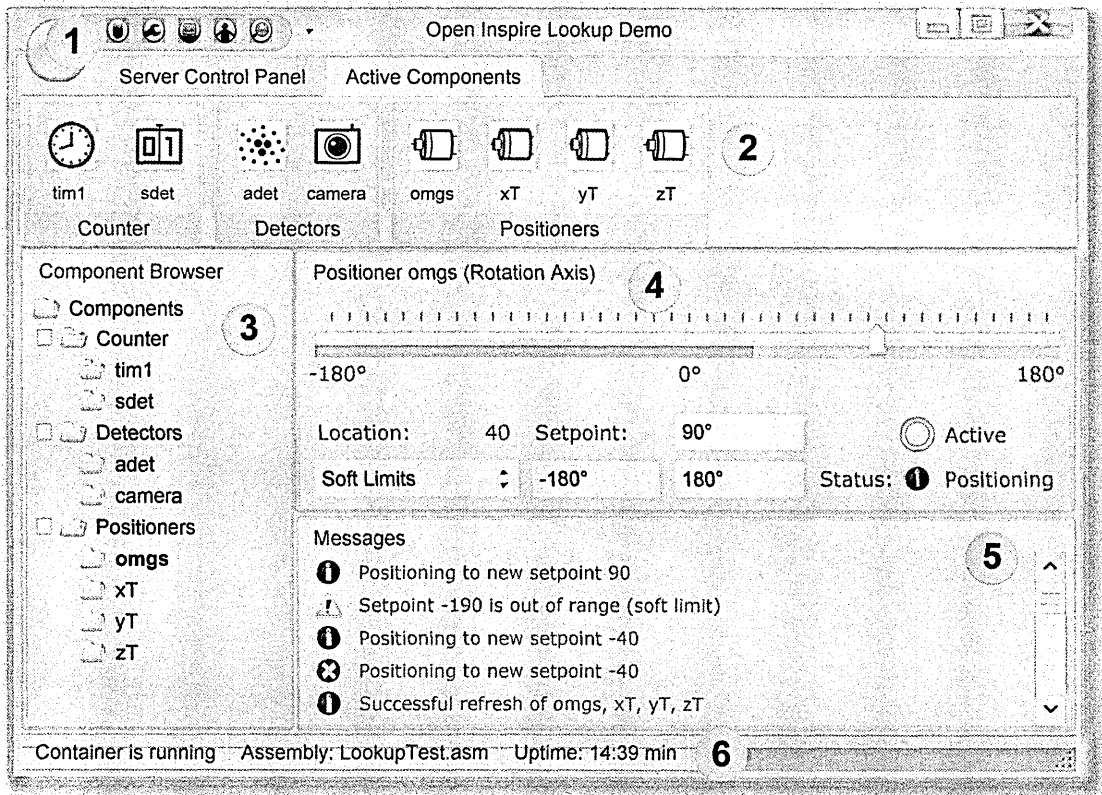 1 Open Inspire Lookup Demo
Server Control Panel Active Components
01
2
tim1 sdet adet camera omgs xT yT zT
Counter Detectors Positioners
Component Browser
Components
3
Counter
tim1
sdet
Detectors
adet
camera
Positioners
omgs
xT
yT
zT
Positioner omgs (Rotation Axis)
4
-180° 0° 180°
Location: 40 Setpoint: 90° Active
Soft Limits -180° 180° Status: Positioning
Messages
5
Positioning to new setpoint 90
Setpoint -190 is out of range (soft limit)
Positioning to new setpoint -40
Positioning to new setpoint -40
Successful refresh of omgs, xT, yT, zT
Container is running Assembly: LookupTest.asm Uptime: 14:39 min 6